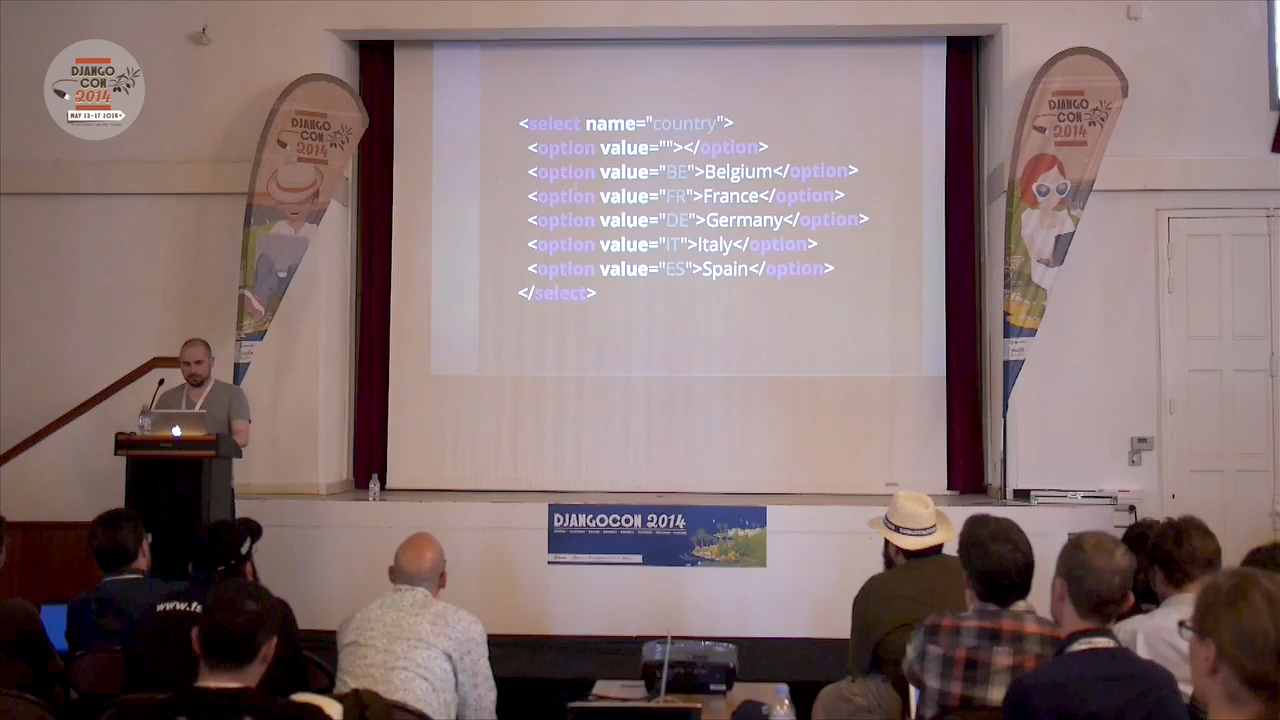 DJANGO
CON
2014
MAY 13-17 2014
DJANGO
CON
2014
<select name="country">
<option value=""></option>
<option value="BE">Belgium</option>
<option value="FR">France</option>
<option value="DE">Germany</option>
<option value="IT">Italy</option>
<option value="ES">Spain</option>
</select>
DJANGO
CON
2014
DJANGOCON 2014